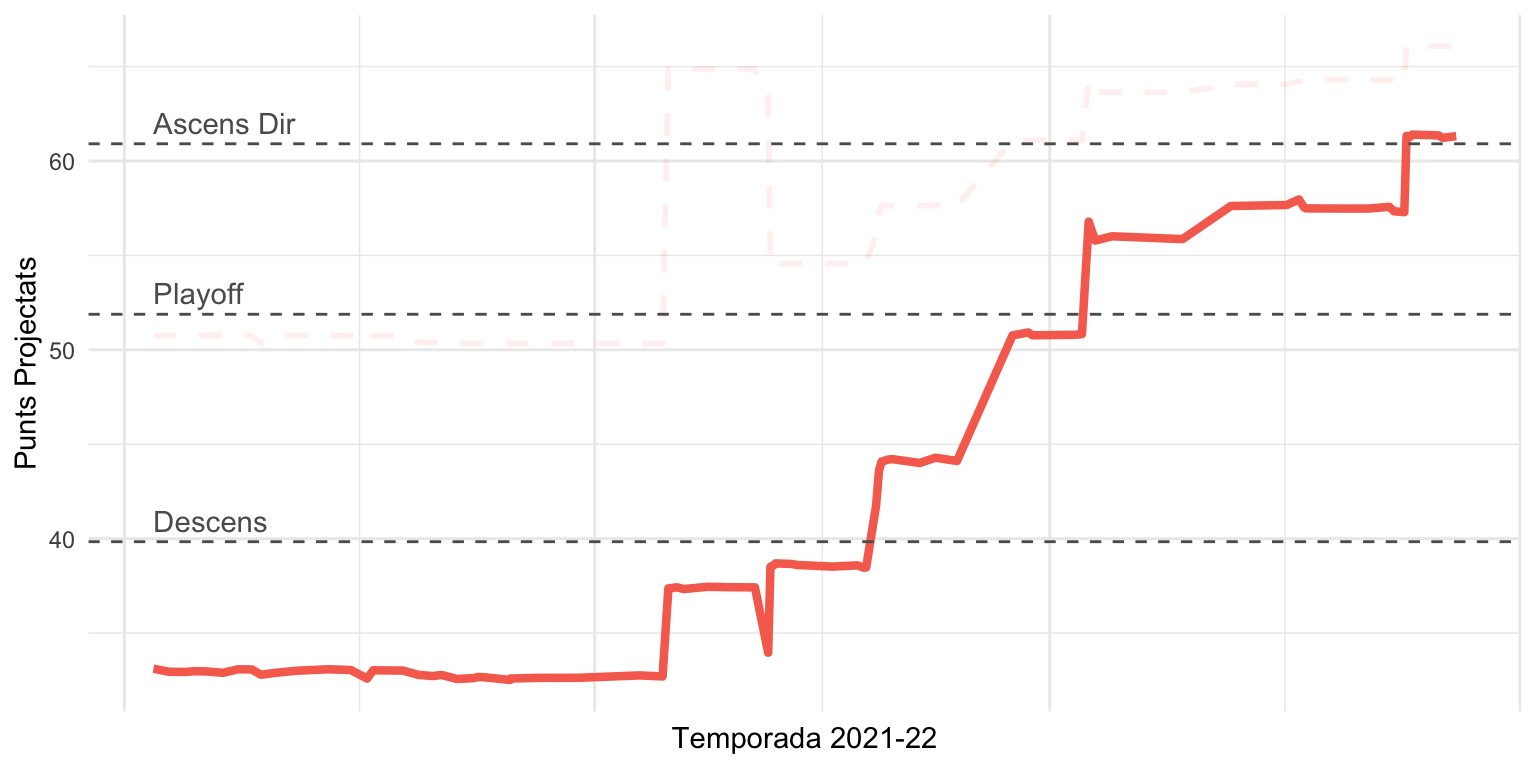 Ascens Dir
60
Playoff
50
Descens
40
Punts Projectats
Temporada 2021-22